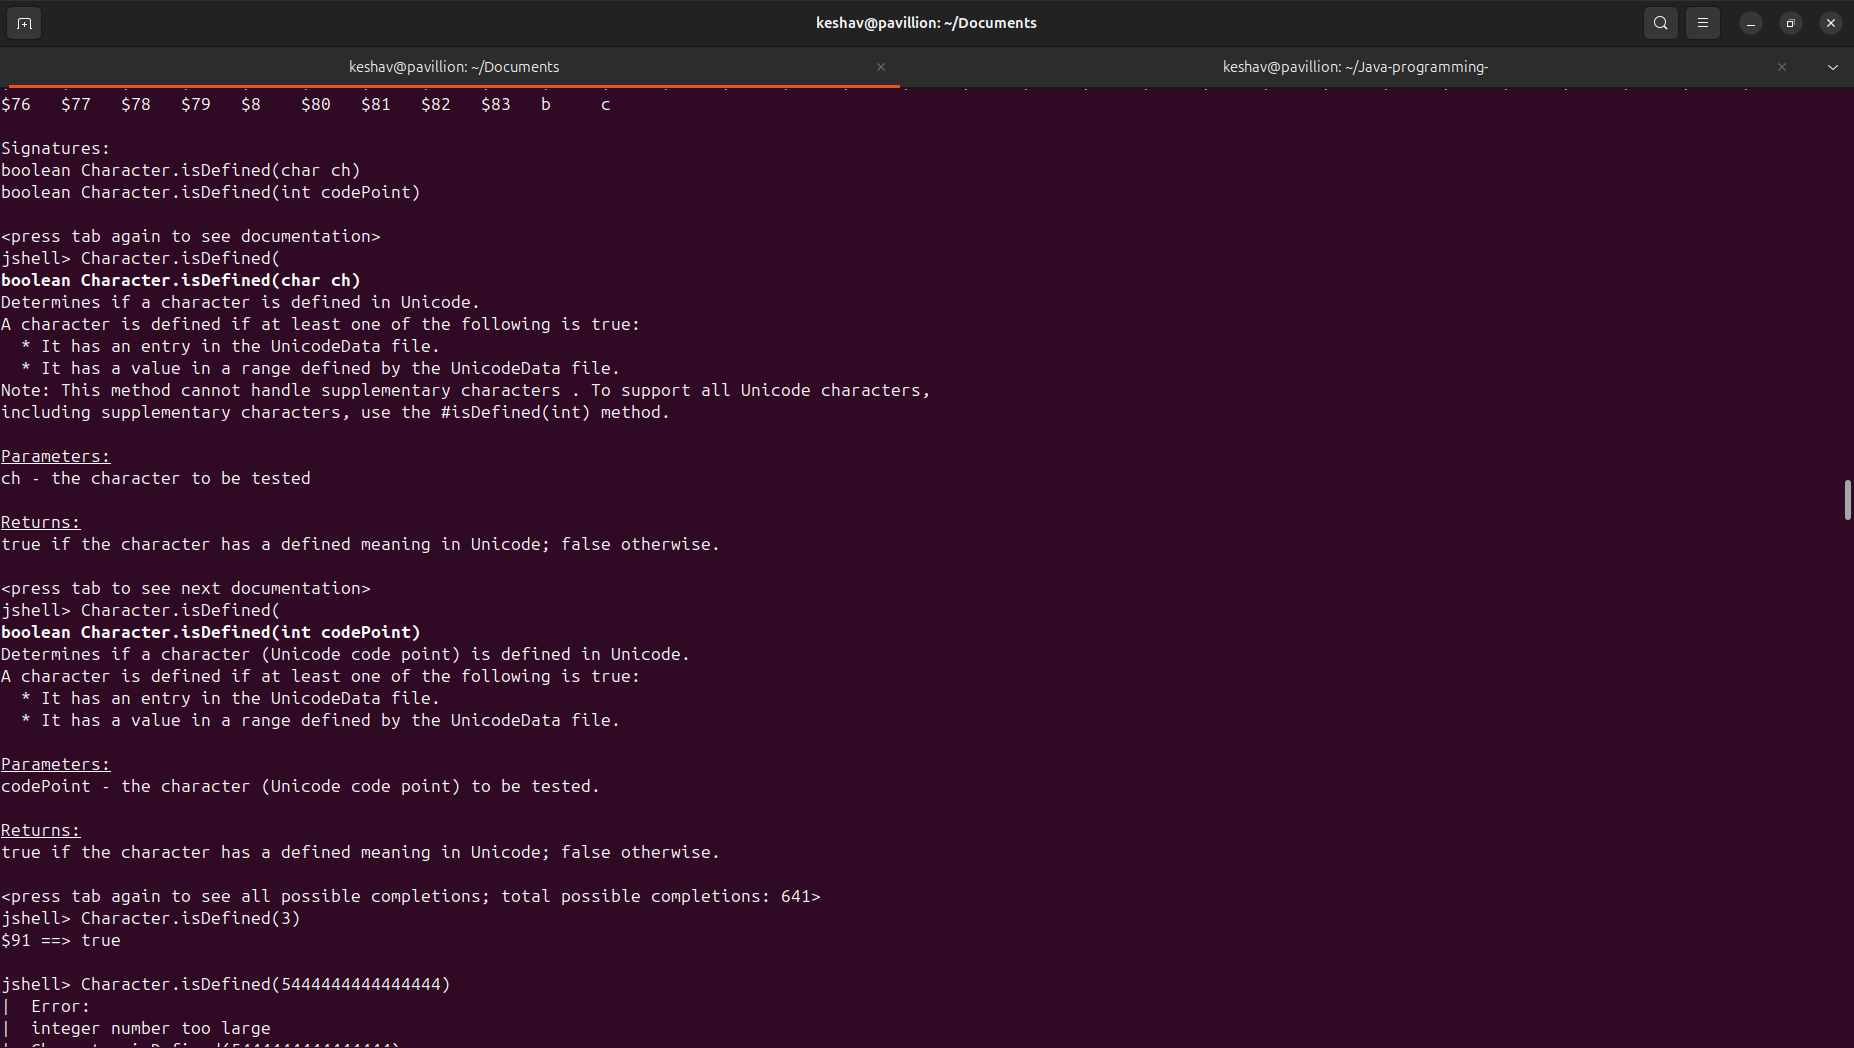 keshav@pavillion: ~/Documents
keshav@pavillion: ~/Documents
keshav@pavillion: ~/Java-programming-
$76 $77 $78 $79 $8 $80 $81 $82 $83 b c
Signatures:
boolean Character.isDefined(char ch)
boolean Character.isDefined(int codePoint)
<press tab again to see documentation>
jshell> Character.isDefined(
boolean Character.isDefined(char ch)
Determines if a character is defined in Unicode.
A character is defined if at least one of the following is true:
* It has an entry in the UnicodeData file.
* It has a value in a range defined by the UnicodeData file.
Note: This method cannot handle supplementary characters . To support all Unicode characters,
including supplementary characters, use the #isDefined(int) method.
Parameters:
ch - the character to be tested
Returns:
true if the character has a defined meaning in Unicode; false otherwise.
<press tab to see next documentation>
jshell> Character.isDefined(
boolean Character.isDefined(int codePoint)
Determines if a character (Unicode code point) is defined in Unicode.
A character is defined if at least one of the following is true:
* It has an entry in the UnicodeData file.
* It has a value in a range defined by the UnicodeData file.
Parameters:
codePoint - the character (Unicode code point) to be tested.
Returns:
true if the character has a defined meaning in Unicode; false otherwise.
<press tab again to see all possible completions; total possible completions: 641>
jshell> Character.isDefined(3)
$91 ==> true
jshell> Character.isDefined(5444444444444444)
| Error:
| integer number too large